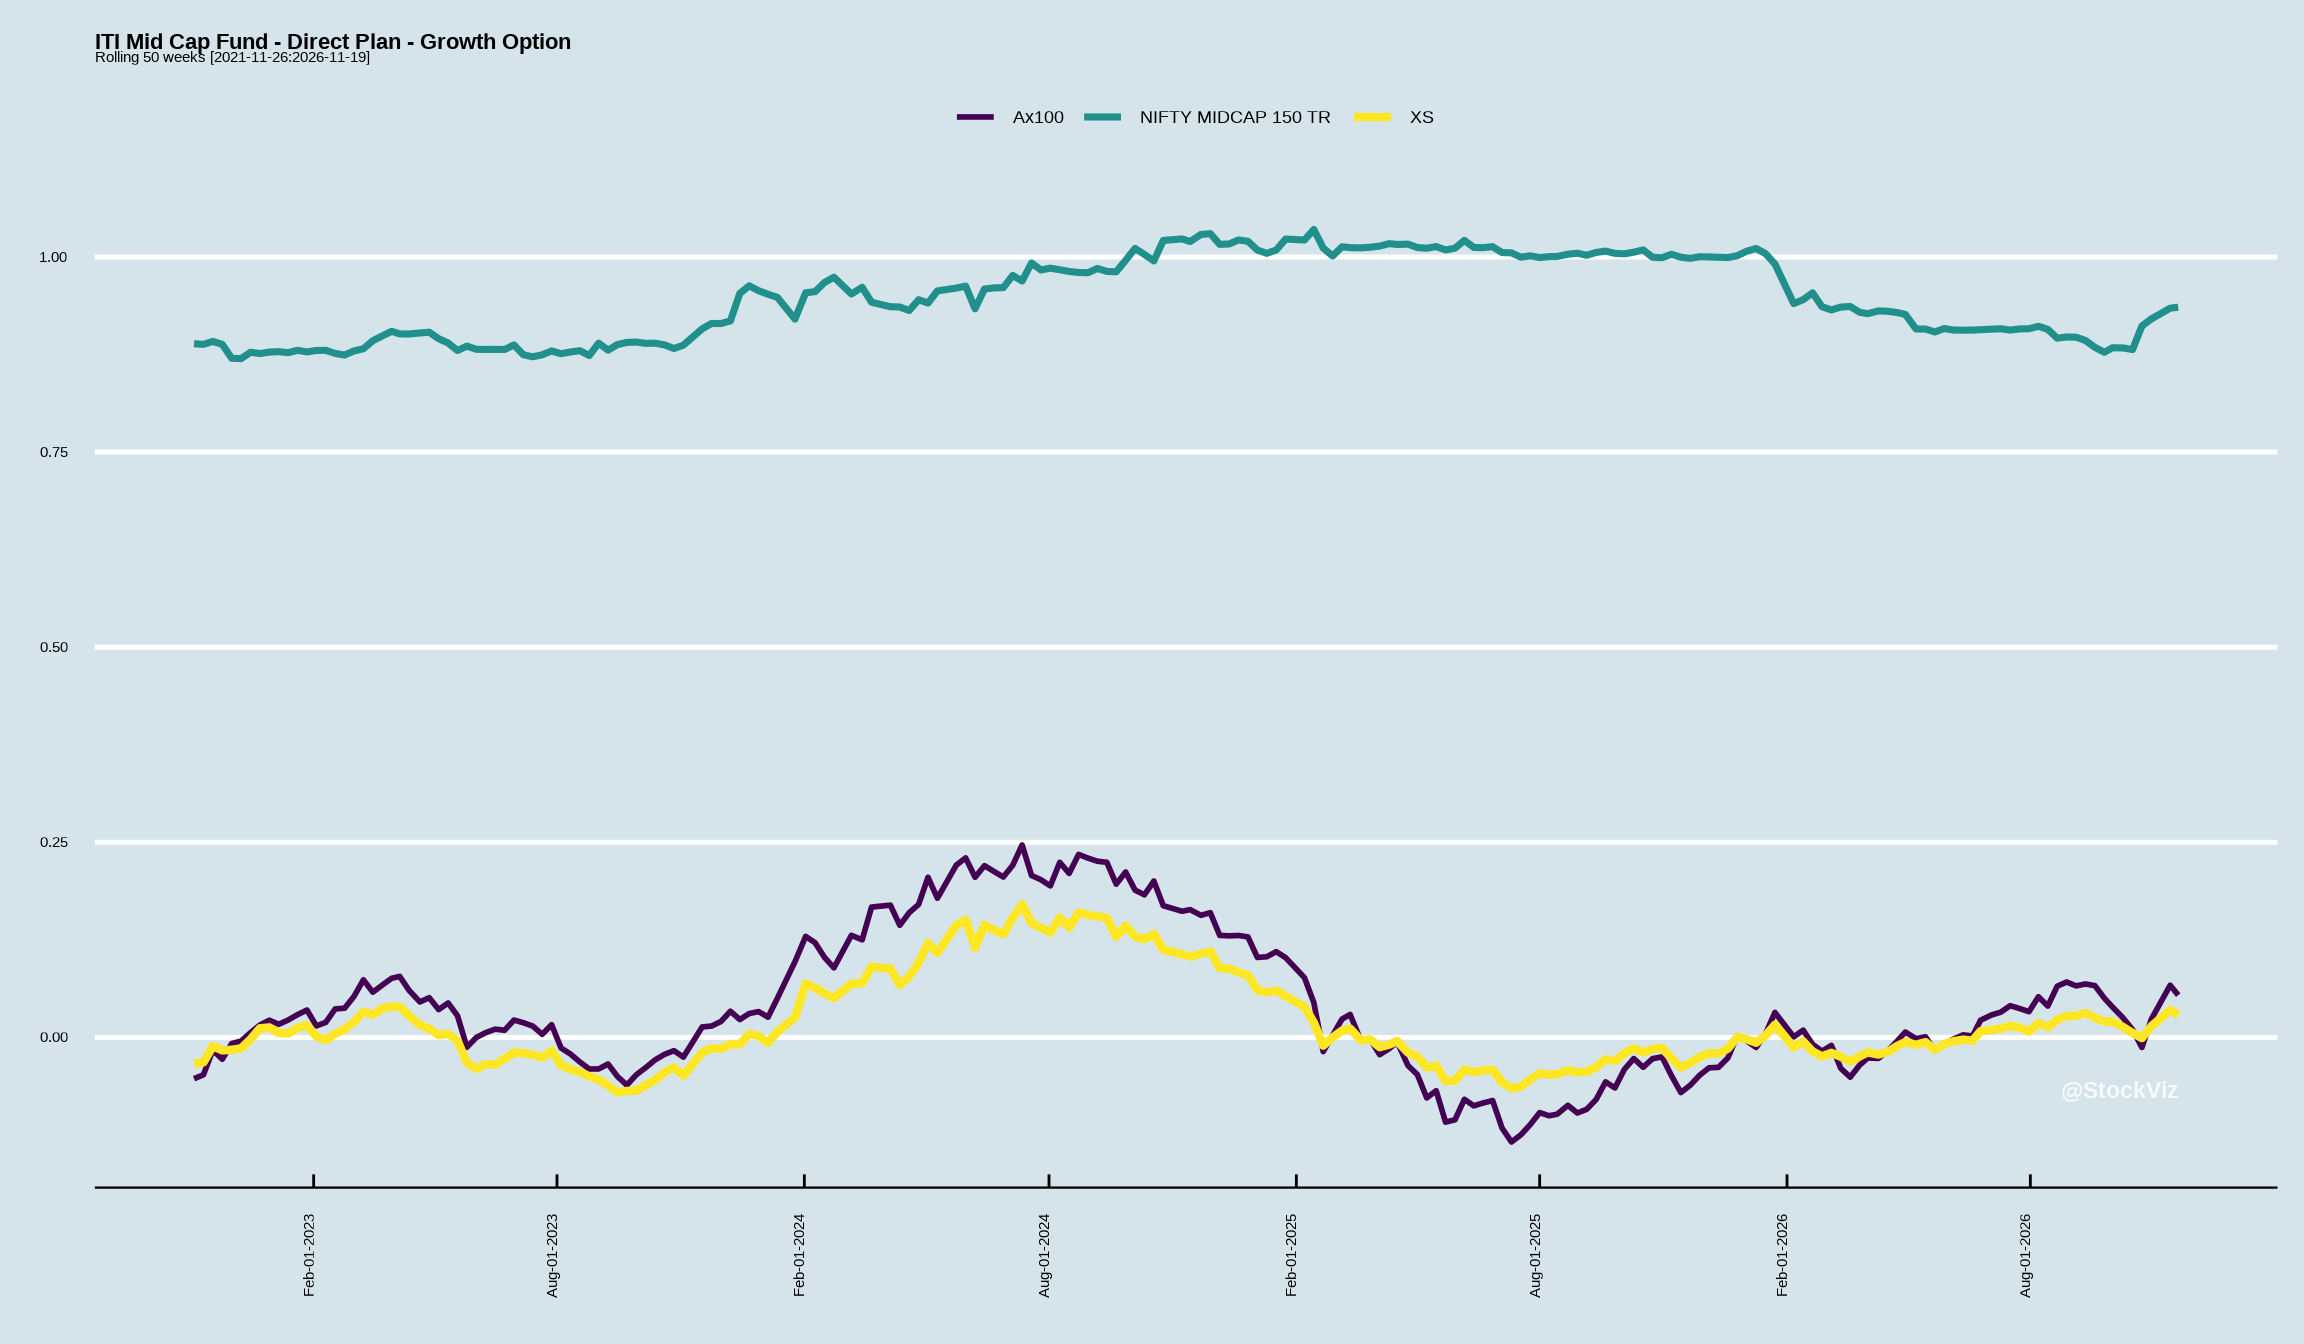 ITI Mid Cap Fund - Direct Plan - Growth Option
Rolling 50 weeks [2021-11-26:2026-11-19]
Ax100 NIFTY MIDCAP 150 TR XS
1.00
0.75
0.50
0.25
0.00
@StockViz
Feb-01-2023 Aug-01-2023 Feb-01-2024 Aug-01-2024 Feb-01-2025 Aug-01-2025 Feb-01-2026 Aug-01-2026